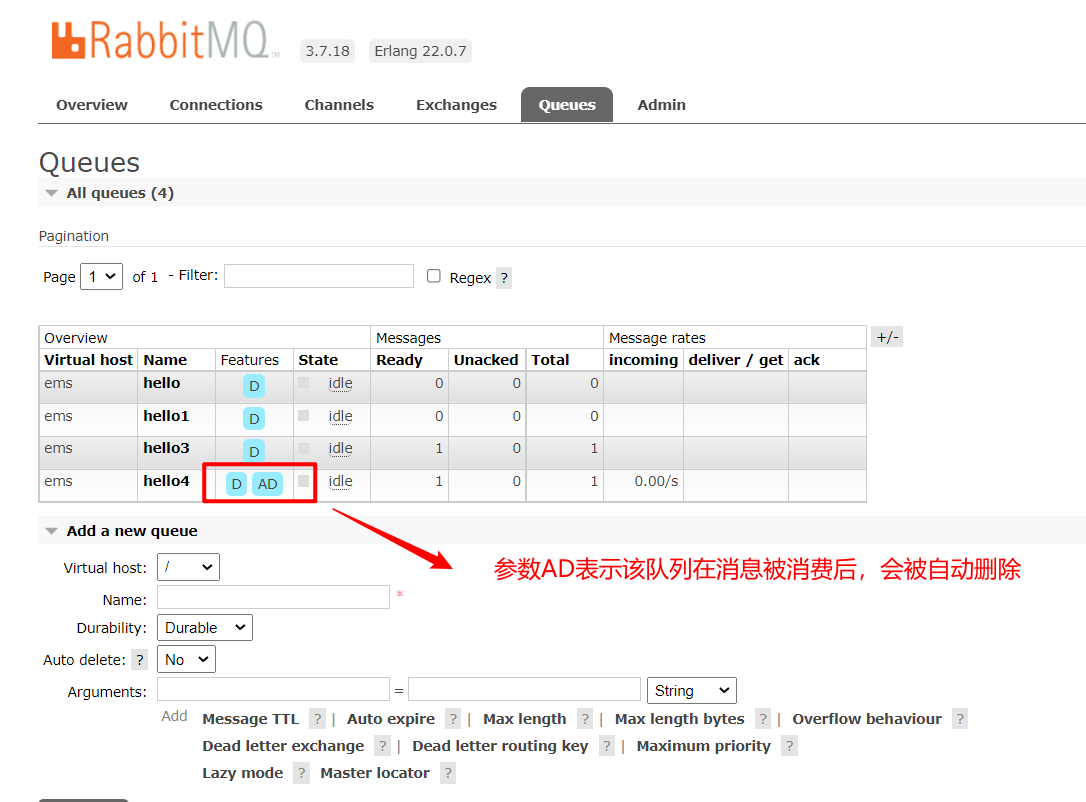 RabbitMQ TM 3.7.18 Erlang 22.0.7
Overview Connections Channels Exchanges Queues Admin
Queues
All queues (4)
Pagination
Page 1 of 1 - Filter: Regex ?
Overview Messages Message rates +/-
Virtual host Name Features State Ready Unacked Total incoming deliver / get ack
ems hello D idle 0 0 0
ems hello1 D idle 0 0 0
ems hello3 D idle 1 0 1
ems hello4 D AD idle 1 0 1 0.00/s
Add a new queue
Virtual host: /
参数AD表示该队列在消息被消费后，会被自动删除
Name: *
Durability: Durable
Auto delete: ? No
Arguments: = String
Add Message TTL ? | Auto expire ? | Max length ? | Max length bytes ? | Overflow behaviour ?
Dead letter exchange ? | Dead letter routing key ? | Maximum priority ?
Lazy mode ? Master locator ?